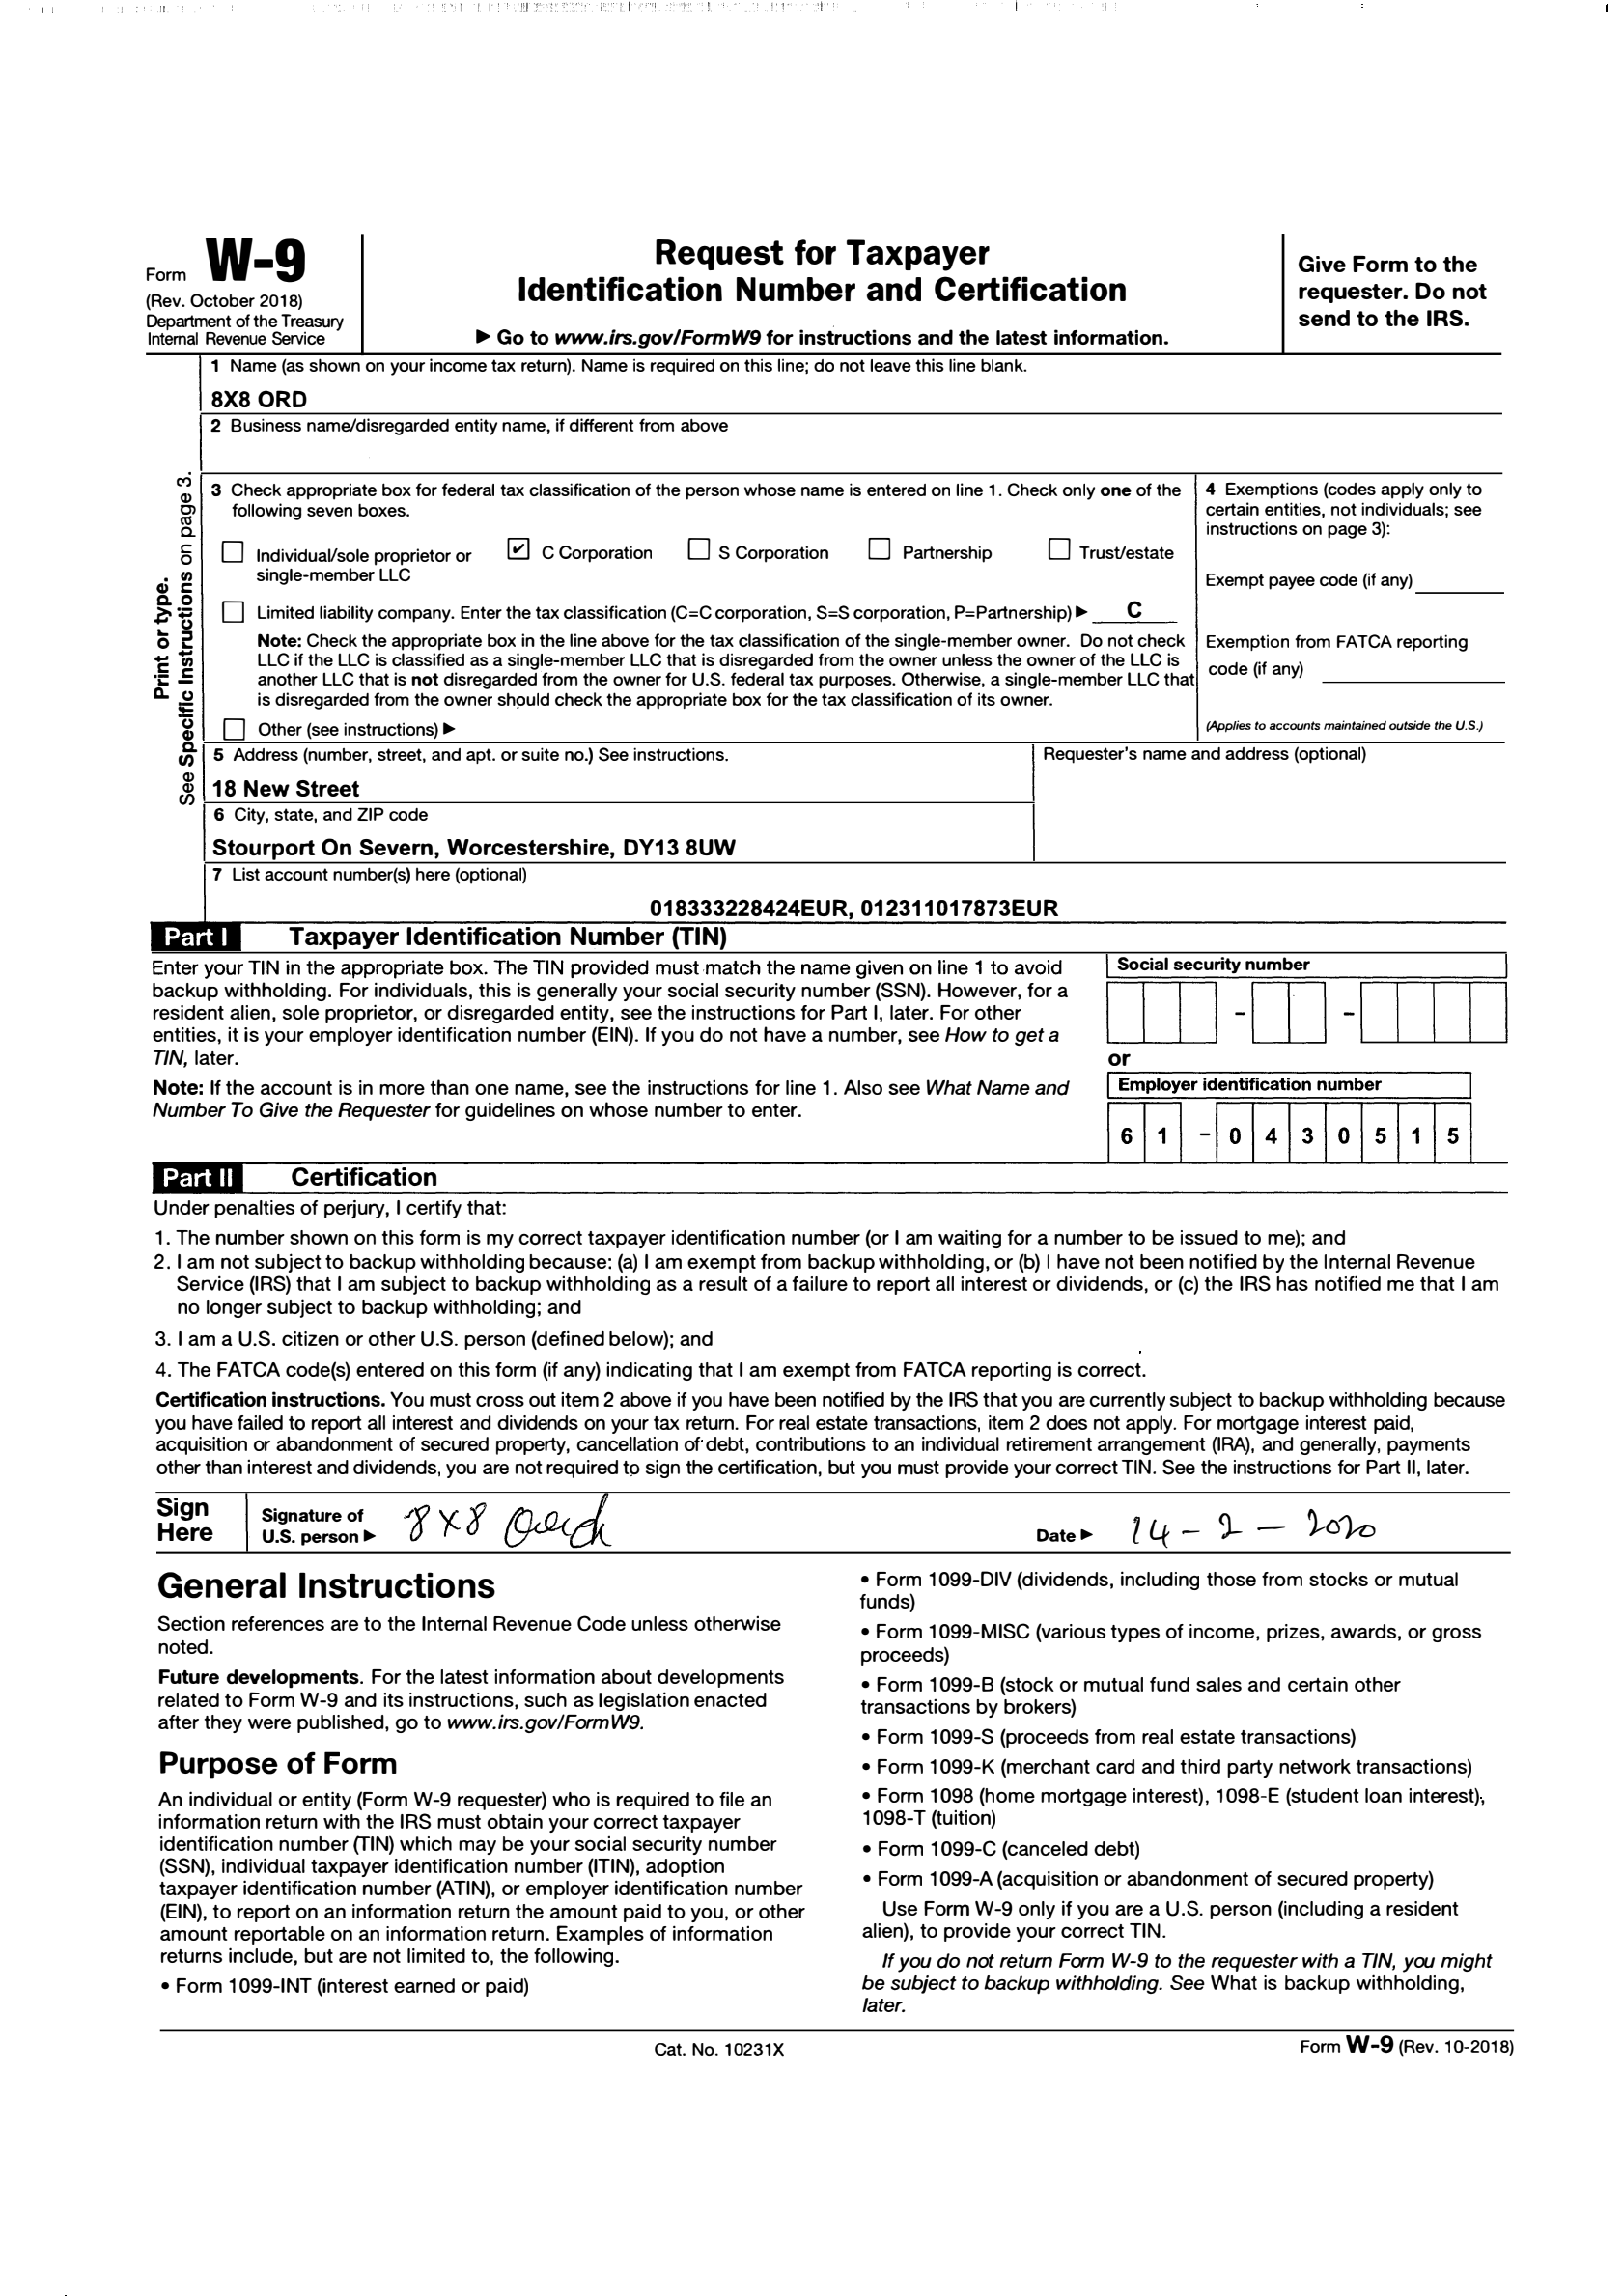 Form W-9
(Rev. October 2018)
Department of the Treasury
Internal Revenue Service
Request for Taxpayer
Identification Number and Certification
▶ Go to www.irs.gov/FormW9 for instructions and the latest information.
Give Form to the
requester. Do not
send to the IRS.
Print or type.
See Specific Instructions on page 3.
1 Name (as shown on your income tax return). Name is required on this line; do not leave this line blank.
8X8 ORD
2 Business name/disregarded entity name, if different from above
3 Check appropriate box for federal tax classification of the person whose name is entered on line 1. Check only one of the
following seven boxes.
Individual/sole proprietor or
single-member LLC
✔ C Corporation
S Corporation
Partnership
Trust/estate
Limited liability company. Enter the tax classification (C=C corporation, S=S corporation, P=Partnership) ▶ C
Note: Check the appropriate box in the line above for the tax classification of the single-member owner. Do not check
LLC if the LLC is classified as a single-member LLC that is disregarded from the owner unless the owner of the LLC is
another LLC that is not disregarded from the owner for U.S. federal tax purposes. Otherwise, a single-member LLC that
is disregarded from the owner should check the appropriate box for the tax classification of its owner.
Other (see instructions) ▶
4 Exemptions (codes apply only to
certain entities, not individuals; see
instructions on page 3):
Exempt payee code (if any)
Exemption from FATCA reporting
code (if any)
(Applies to accounts maintained outside the U.S.)
5 Address (number, street, and apt. or suite no.) See instructions.
18 New Street
Requester's name and address (optional)
6 City, state, and ZIP code
Stourport On Severn, Worcestershire, DY13 8UW
7 List account number(s) here (optional)
018333228424EUR, 012311017873EUR
Part I Taxpayer Identification Number (TIN)
Enter your TIN in the appropriate box. The TIN provided must match the name given on line 1 to avoid
backup withholding. For individuals, this is generally your social security number (SSN). However, for a
resident alien, sole proprietor, or disregarded entity, see the instructions for Part I, later. For other
entities, it is your employer identification number (EIN). If you do not have a number, see How to get a
TIN, later.
Note: If the account is in more than one name, see the instructions for line 1. Also see What Name and
Number To Give the Requester for guidelines on whose number to enter.
Social security number
– –
or
Employer identification number
6 1 – 0 4 3 0 5 1 5
Part II Certification
Under penalties of perjury, I certify that:
1. The number shown on this form is my correct taxpayer identification number (or I am waiting for a number to be issued to me); and
2. I am not subject to backup withholding because: (a) I am exempt from backup withholding, or (b) I have not been notified by the Internal Revenue
Service (IRS) that I am subject to backup withholding as a result of a failure to report all interest or dividends, or (c) the IRS has notified me that I am
no longer subject to backup withholding; and
3. I am a U.S. citizen or other U.S. person (defined below); and
4. The FATCA code(s) entered on this form (if any) indicating that I am exempt from FATCA reporting is correct.
Certification instructions. You must cross out item 2 above if you have been notified by the IRS that you are currently subject to backup withholding because
you have failed to report all interest and dividends on your tax return. For real estate transactions, item 2 does not apply. For mortgage interest paid,
acquisition or abandonment of secured property, cancellation of debt, contributions to an individual retirement arrangement (IRA), and generally, payments
other than interest and dividends, you are not required to sign the certification, but you must provide your correct TIN. See the instructions for Part II, later.
Sign
Here
Signature of
U.S. person ▶ 8X8
Date ▶ 14 – 2 – 2020
General Instructions
Section references are to the Internal Revenue Code unless otherwise
noted.
Future developments. For the latest information about developments
related to Form W-9 and its instructions, such as legislation enacted
after they were published, go to www.irs.gov/FormW9.
Purpose of Form
An individual or entity (Form W-9 requester) who is required to file an
information return with the IRS must obtain your correct taxpayer
identification number (TIN) which may be your social security number
(SSN), individual taxpayer identification number (ITIN), adoption
taxpayer identification number (ATIN), or employer identification number
(EIN), to report on an information return the amount paid to you, or other
amount reportable on an information return. Examples of information
returns include, but are not limited to, the following.
• Form 1099-INT (interest earned or paid)
• Form 1099-DIV (dividends, including those from stocks or mutual
funds)
• Form 1099-MISC (various types of income, prizes, awards, or gross
proceeds)
• Form 1099-B (stock or mutual fund sales and certain other
transactions by brokers)
• Form 1099-S (proceeds from real estate transactions)
• Form 1099-K (merchant card and third party network transactions)
• Form 1098 (home mortgage interest), 1098-E (student loan interest),
1098-T (tuition)
• Form 1099-C (canceled debt)
• Form 1099-A (acquisition or abandonment of secured property)
Use Form W-9 only if you are a U.S. person (including a resident
alien), to provide your correct TIN.
If you do not return Form W-9 to the requester with a TIN, you might
be subject to backup withholding. See What is backup withholding,
later.
Cat. No. 10231X
Form W-9 (Rev. 10-2018)